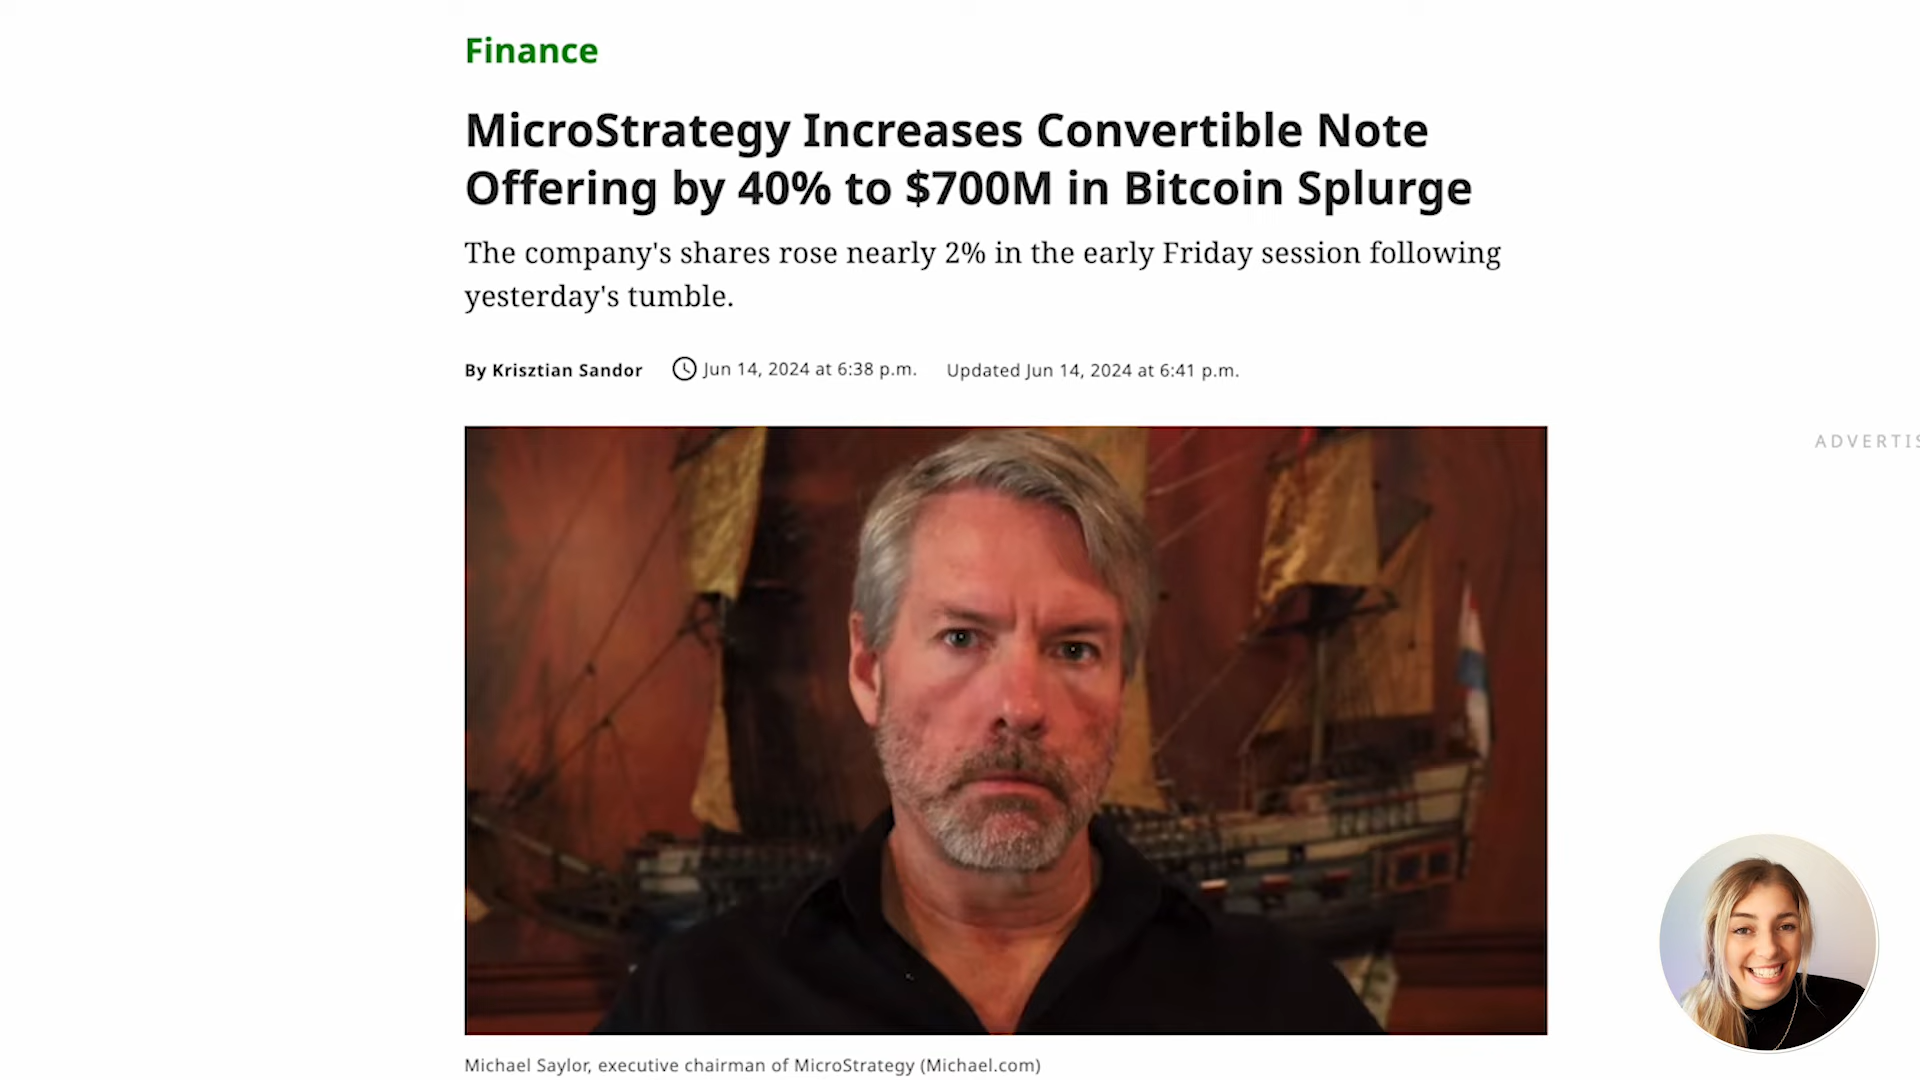 Finance
MicroStrategy Increases Convertible Note
Offering by 40% to $700M in Bitcoin Splurge
The company's shares rose nearly 2% in the early Friday session following
yesterday's tumble.
By Krisztian Sandor Jun 14, 2024 at 6:38 p.m. Updated Jun 14, 2024 at 6:41 p.m.
ADVERTIS
Michael Saylor, executive chairman of MicroStrategy (Michael.com)